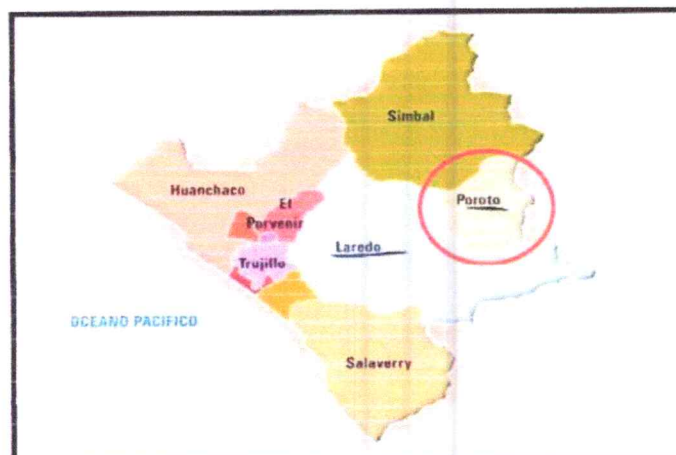 Simbal
Huanchaco
El
Porvenir
Poroto
Laredo
Trujillo
OCEANO PACIFICO
Salaverry